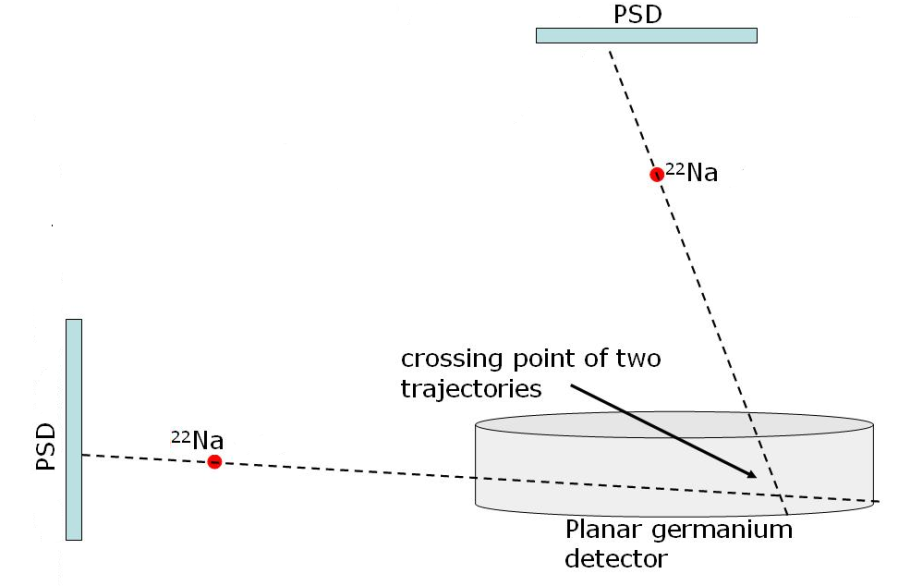 PSD
²²Na
crossing point of two
trajectories
PSD
²²Na
Planar germanium
detector